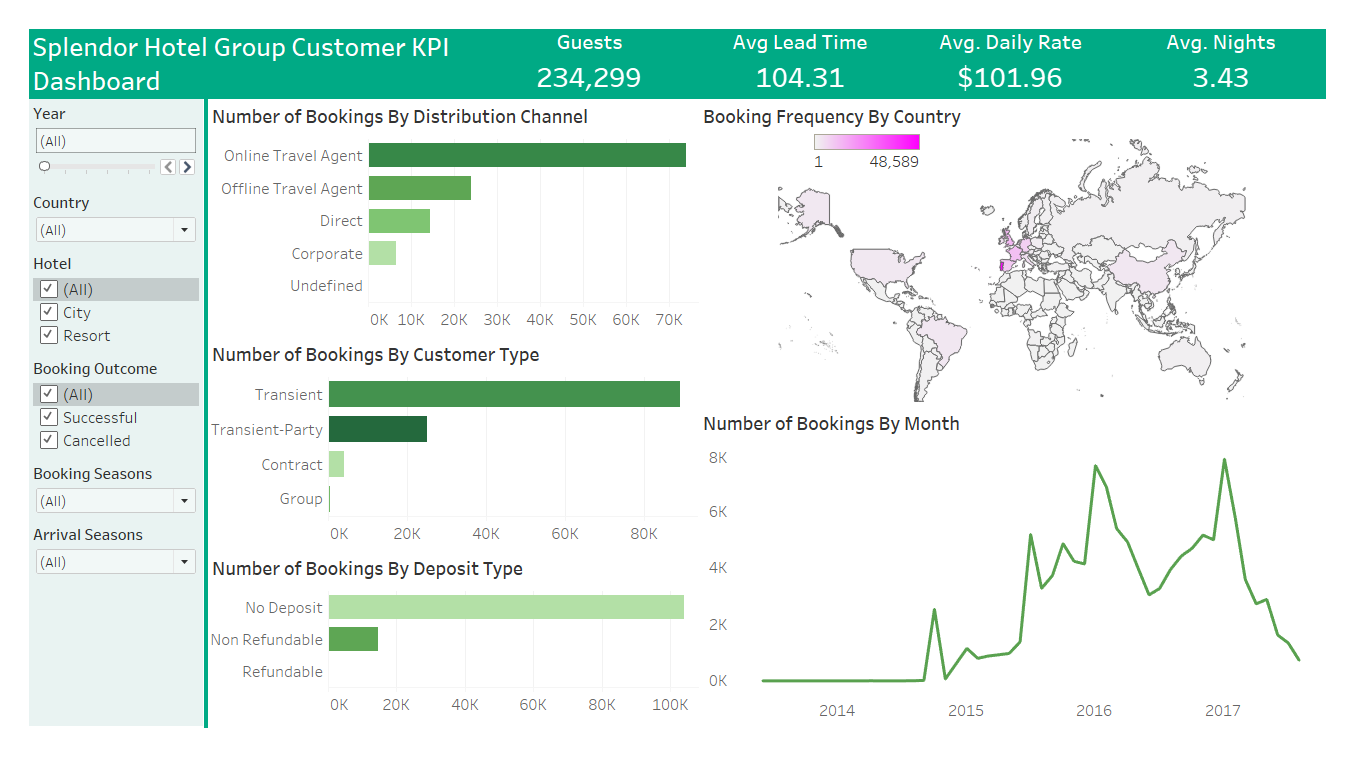 Splendor Hotel Group Customer KPI
Dashboard
Guests
234,299
Avg Lead Time
104.31
Avg. Daily Rate
$101.96
Avg. Nights
3.43
Year
(All)
Country
(All)
Hotel
(All)
City
Resort
Booking Outcome
(All)
Successful
Cancelled
Booking Seasons
(All)
Arrival Seasons
(All)
Number of Bookings By Distribution Channel
Online Travel Agent
Offline Travel Agent
Direct
Corporate
Undefined
0K 10K 20K 30K 40K 50K 60K 70K
Number of Bookings By Customer Type
Transient
Transient-Party
Contract
Group
0K 20K 40K 60K 80K
Number of Bookings By Deposit Type
No Deposit
Non Refundable
Refundable
0K 20K 40K 60K 80K 100K
Booking Frequency By Country
1 48,589
Number of Bookings By Month
8K
6K
4K
2K
0K
2014 2015 2016 2017